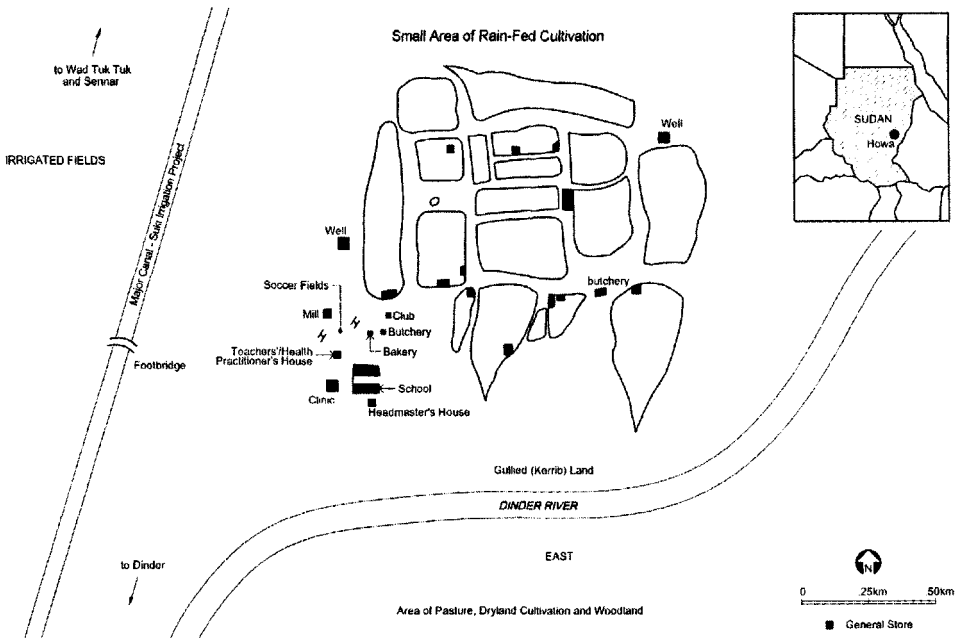 Small Area of Rain-Fed Cultivation
to Wad Tuk Tuk
and Sennar
IRRIGATED FIELDS
Major Canal - Suki Irrigation Project
SUDAN
Howa
Well
Well
Soccer Fields
Mill
Club
Butchery
Bakery
butchery
Footbridge
Teachers'/Health
Practitioner's House
Clinic
School
Headmaster's House
Gullied (Kerrib) Land
DINDER RIVER
EAST
to Dinder
Area of Pasture, Dryland Cultivation and Woodland
N
0 .25km 50km
General Store